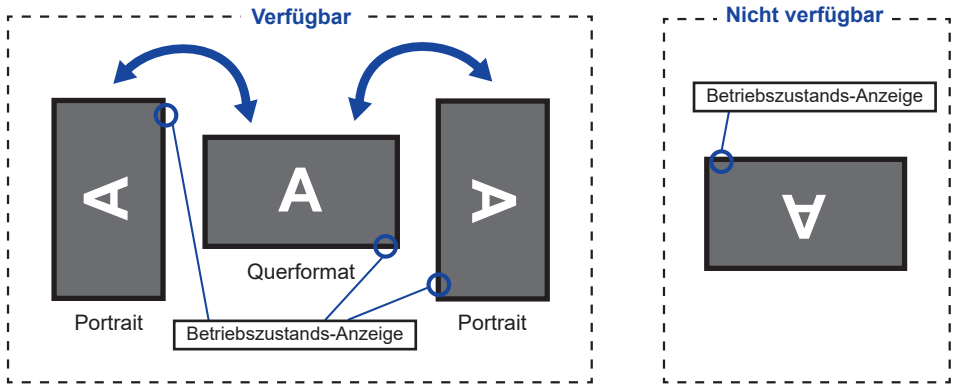 Verfügbar
A
A
A
Querformat
Portrait
Portrait
Betriebszustands-Anzeige
Nicht verfügbar
Betriebszustands-Anzeige
A